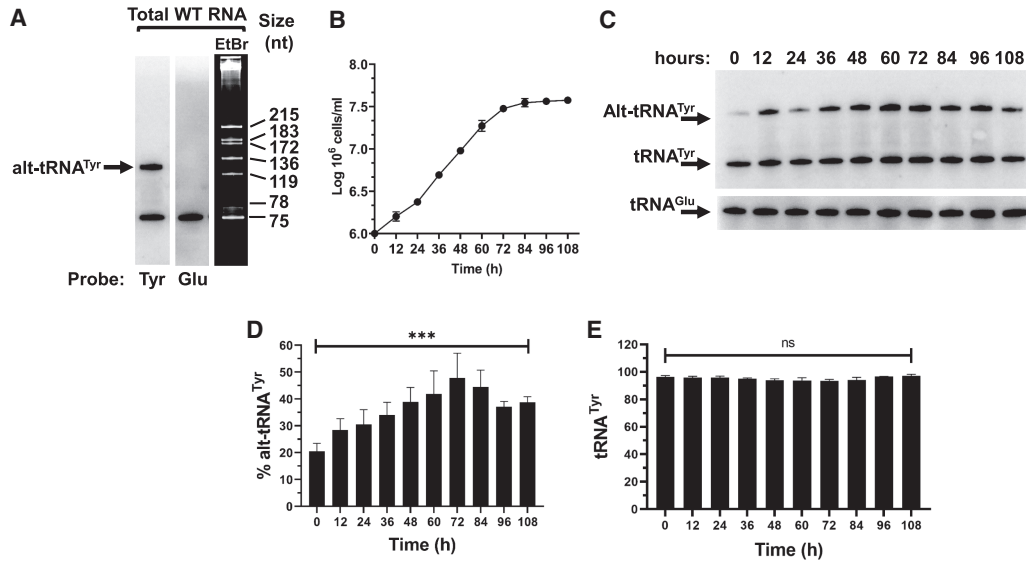 A
Total WT RNA
Size
(nt)
EtBr
215
183
172
136
119
78
75
alt-tRNATyr
Probe: Tyr Glu
B
Log 10⁶ cells/ml
8.0
7.5
7.0
6.5
6.0
0 12 24 36 48 60 72 84 96 108
Time (h)
C
hours: 0 12 24 36 48 60 72 84 96 108
Alt-tRNATyr
tRNATyr
tRNAGlu
D
***
% alt-tRNATyr
60
50
40
30
20
10
0
0 12 24 36 48 60 72 84 96 108
Time (h)
E
ns
tRNATyr
120
100
80
60
40
20
0
0 12 24 36 48 60 72 84 96 108
Time (h)